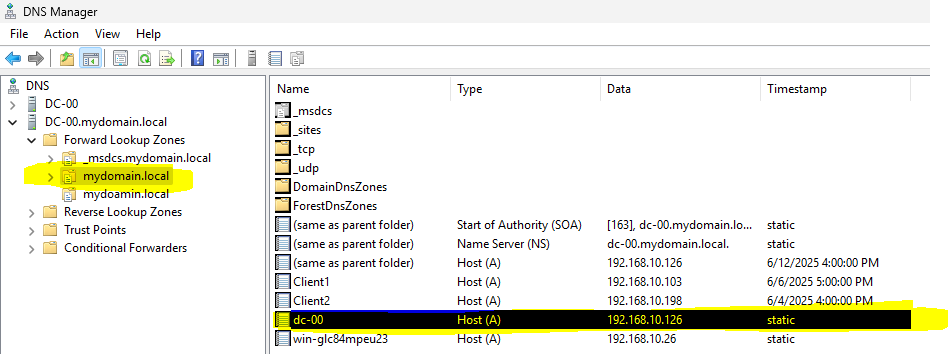 DNS Manager
File Action View Help
Name Type Data Timestamp
DNS
DC-00
DC-00.mydomain.local
Forward Lookup Zones
_msdcs.mydomain.local
mydomain.local
mydoamin.local
Reverse Lookup Zones
Trust Points
Conditional Forwarders
_msdcs
_sites
_tcp
_udp
DomainDnsZones
ForestDnsZones
(same as parent folder) Start of Authority (SOA) [163], dc-00.mydomain.lo... static
(same as parent folder) Name Server (NS) dc-00.mydomain.local. static
(same as parent folder) Host (A) 192.168.10.126 6/12/2025 4:00:00 PM
Client1 Host (A) 192.168.10.103 6/6/2025 5:00:00 PM
Client2 Host (A) 192.168.10.198 6/4/2025 4:00:00 PM
dc-00 Host (A) 192.168.10.126 static
win-glc84mpeu23 Host (A) 192.168.10.26 static